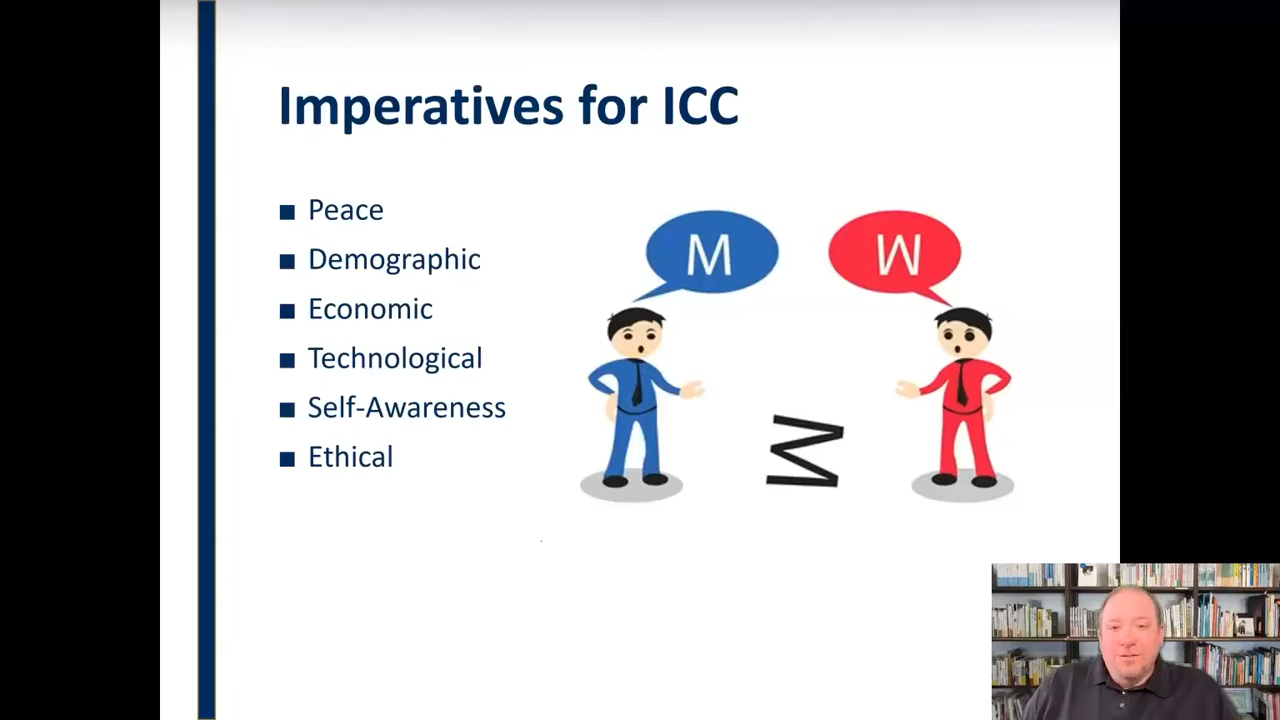 Imperatives for ICC
Peace
Demographic
Economic
Technological
Self-Awareness
Ethical
M
W
M